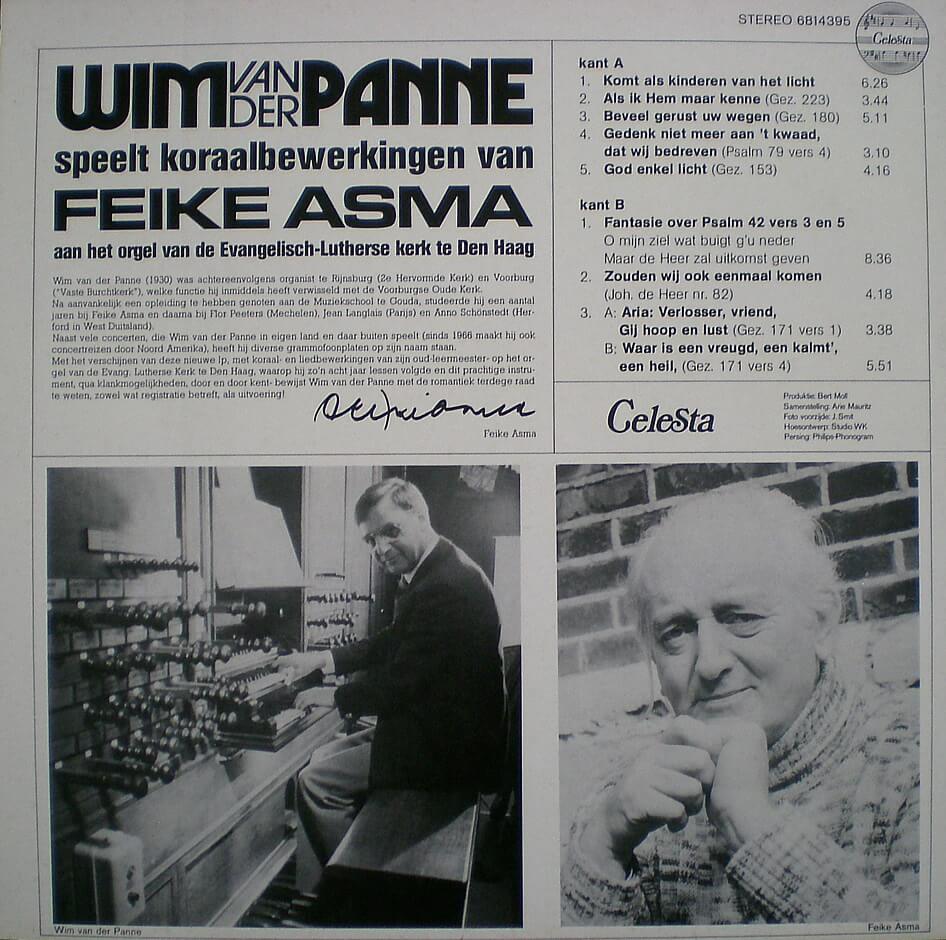 STEREO 6814395
Celesta
WIM VAN DER PANNE
speelt koraalbewerkingen van
FEIKE ASMA
aan het orgel van de Evangelisch-Lutherse kerk te Den Haag
Wim van der Panne (1930) was achtereenvolgens organist te Rijnsburg (2e Hervormde Kerk) en Voorburg
("Vaste Burchtkerk"), welke functie hij inmiddels heeft verwisseld met de Voorburgse Oude Kerk.
Na aanvankelijk een opleiding te hebben genoten aan de Muziekschool te Gouda, studeerde hij een aantal
jaren bij Feike Asma en daarna bij Flor Peeters (Mechelen), Jean Langlais (Parijs) en Anno Schönstedt (Her-
ford in West Duitsland).
Naast vele concerten, die Wim van der Panne in eigen land en daar buiten speelt (sinds 1966 maakt hij ook
concertreizen door Noord Amerika), heeft hij diverse grammofoonplaten op zijn naam staan.
Met het verschijnen van deze nieuwe lp, met koraal- en liedbewerkingen van zijn oud-leermeester- op het or-
gel van de Evang. Lutherse Kerk te Den Haag, waarop hij zo'n acht jaar lessen volgde en dit prachtige instru-
ment, qua klankmogelijkheden, door en door kent- bewijst Wim van der Panne met de romantiek terdege raad
te weten, zowel wat registratie betreft, als uitvoering!
Feike Asma
kant A
1. Komt als kinderen van het licht 6.26
2. Als ik Hem maar kenne (Gez. 223) 3.44
3. Beveel gerust uw wegen (Gez. 180) 5.11
4. Gedenk niet meer aan 't kwaad,
dat wij bedreven (Psalm 79 vers 4) 3.10
5. God enkel licht (Gez. 153) 4.16
kant B
1. Fantasie over Psalm 42 vers 3 en 5
O mijn ziel wat buigt g'u neder
Maar de Heer zal uitkomst geven 8.36
2. Zouden wij ook eenmaal komen
(Joh. de Heer nr. 82) 4.18
3. A: Aria: Verlosser, vriend,
Gij hoop en lust (Gez. 171 vers 1) 3.38
B: Waar is een vreugd, een kalmt',
een heil, (Gez. 171 vers 4) 5.51
Celesta
Produktie: Bert Moll
Samenstelling: Arie Mauritz
Foto voorzijde: J. Smit
Hoesontwerp: Studio WK
Persing: Philips-Phonogram
Wim van der Panne
Feike Asma